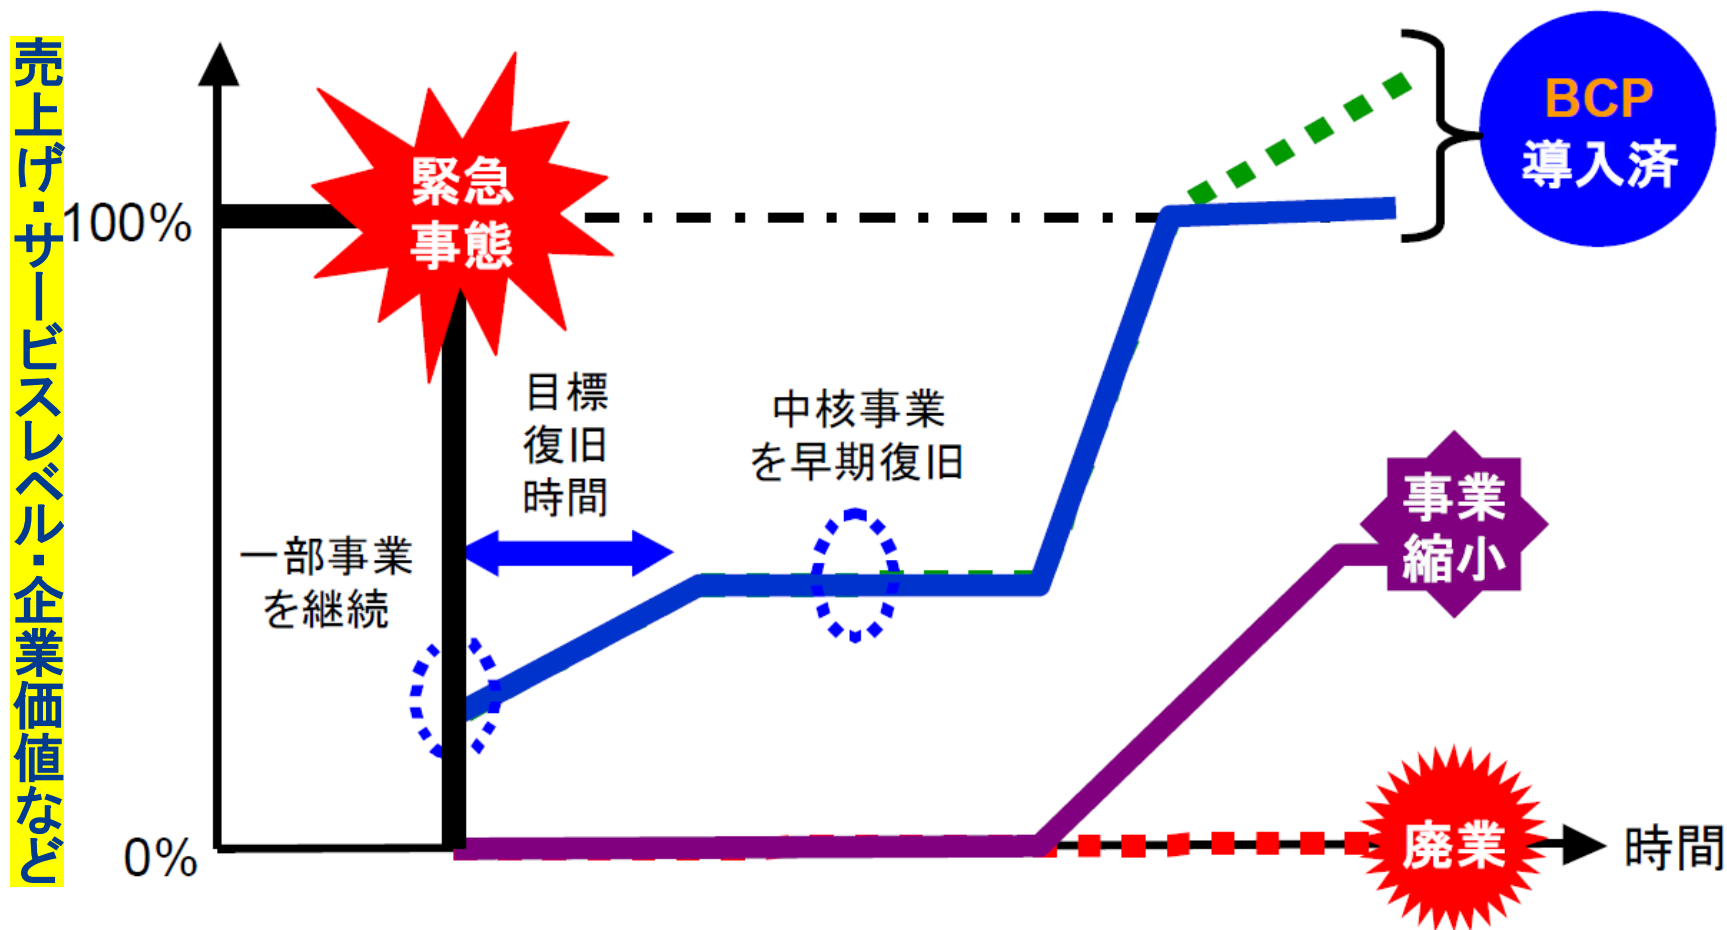 売上げ・サービスレベル・企業価値など
100%
0%
緊急
事態
目標
復旧
時間
中核事業
を早期復旧
一部事業
を継続
BCP
導入済
事業
縮小
廃業
時間